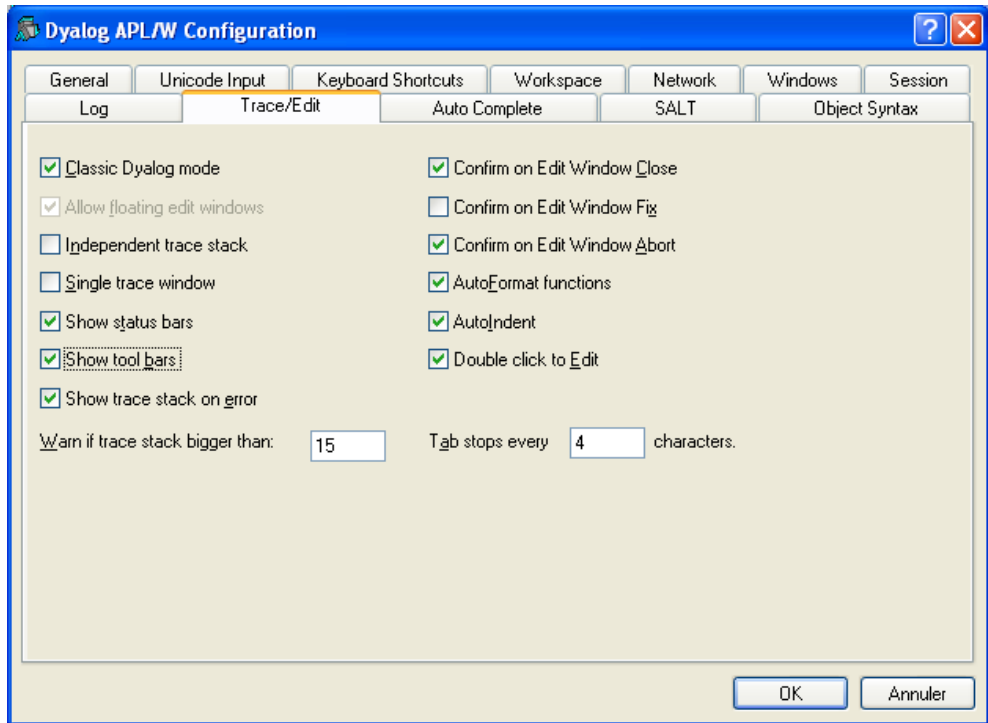 Dyalog APL/W Configuration
General Unicode Input Keyboard Shortcuts Workspace Network Windows Session
Log Trace/Edit Auto Complete SALT Object Syntax
Classic Dyalog mode
Allow floating edit windows
Independent trace stack
Single trace window
Show status bars
Show tool bars
Show trace stack on error
Warn if trace stack bigger than: 15
Confirm on Edit Window Close
Confirm on Edit Window Fix
Confirm on Edit Window Abort
AutoFormat functions
AutoIndent
Double click to Edit
Tab stops every 4 characters.
OK Annuler